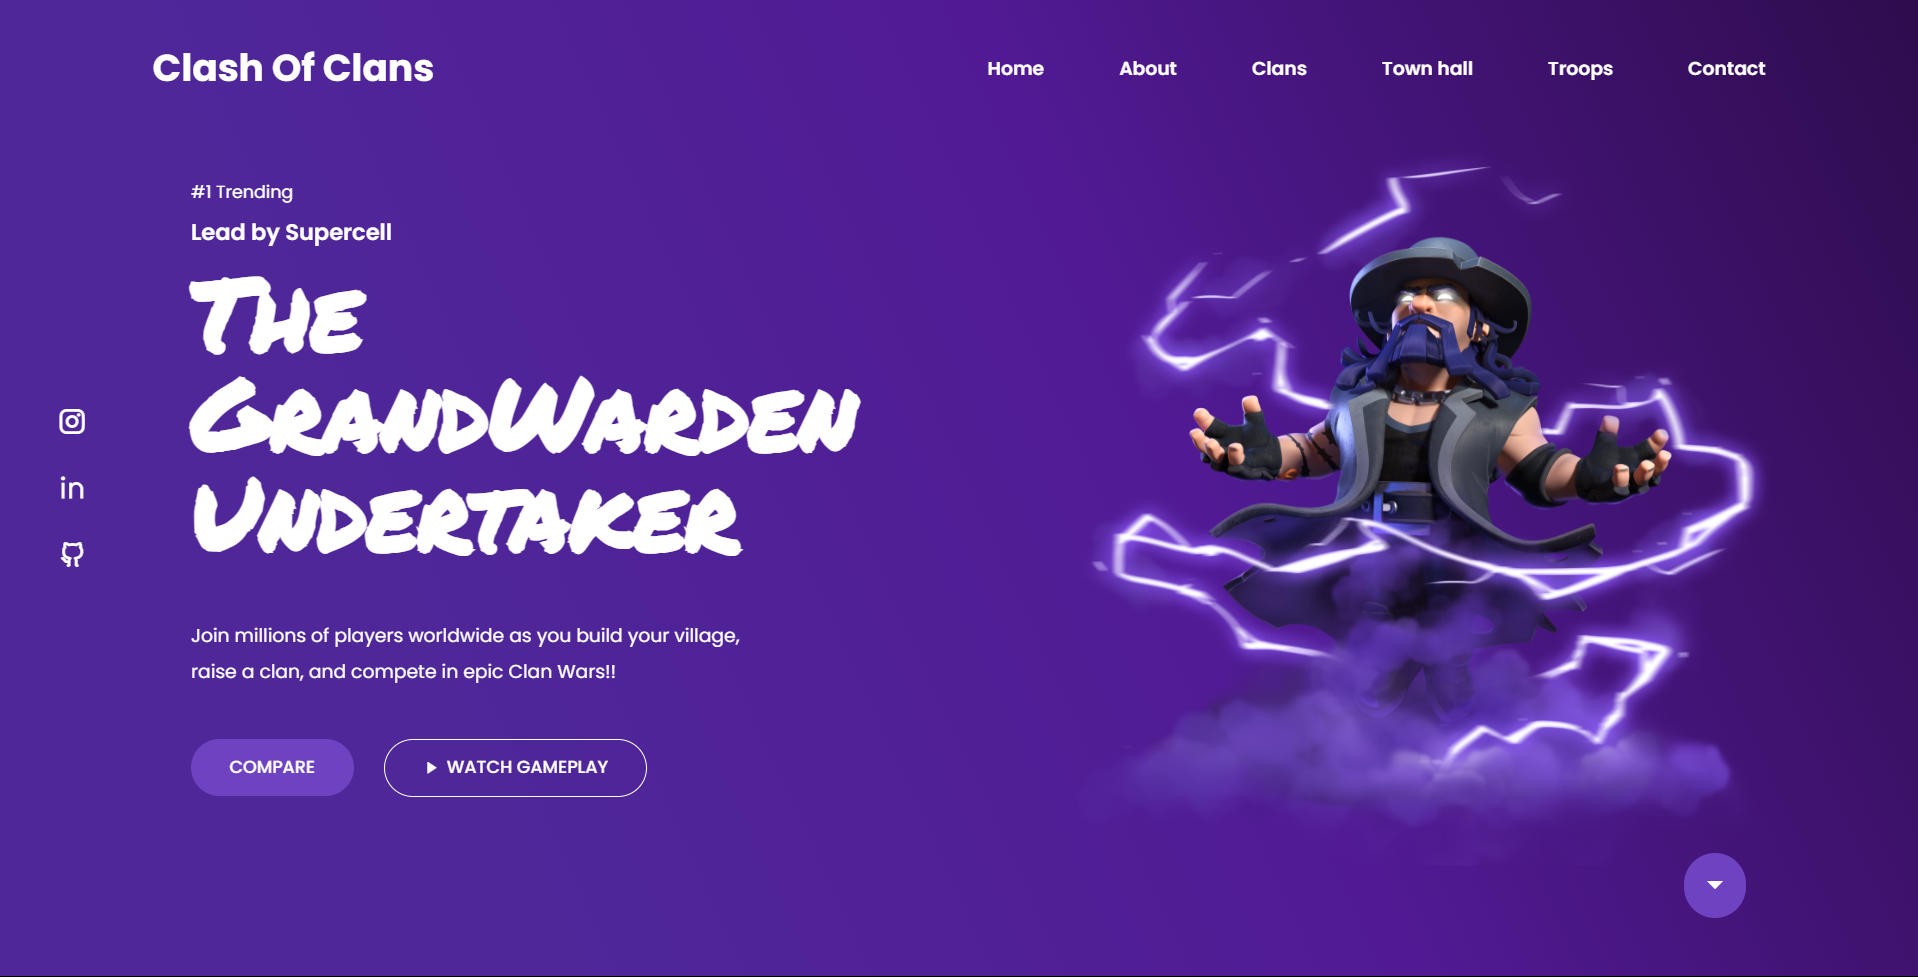 Clash Of Clans
Home About Clans Town hall Troops Contact
#1 Trending
Lead by Supercell
The
GrandWarden
Undertaker
Join millions of players worldwide as you build your village,
raise a clan, and compete in epic Clan Wars!!
COMPARE
WATCH GAMEPLAY
in